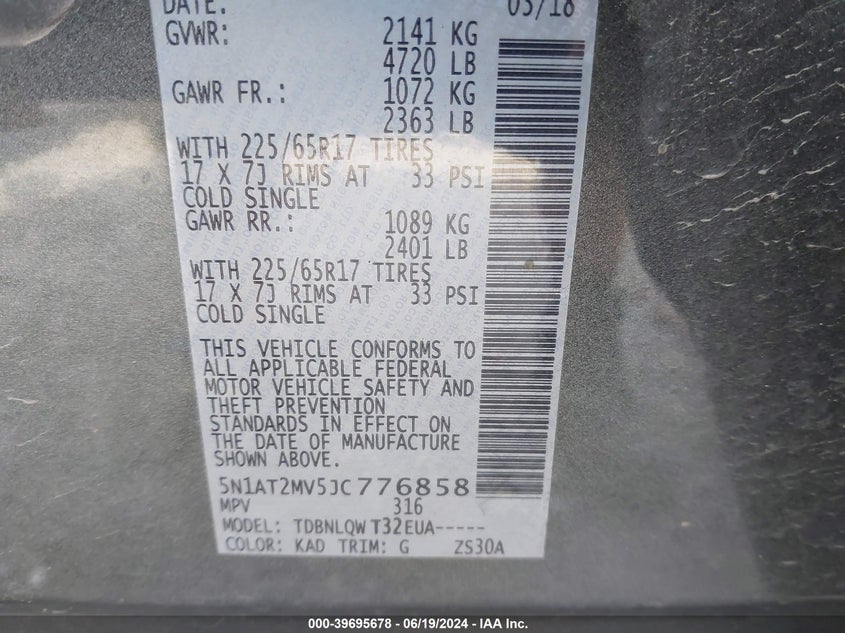 DATE: 03/18
GVWR: 2141 KG
4720 LB
GAWR FR.: 1072 KG
2363 LB
WITH 225/65R17 TIRES
17 X 7J RIMS AT 33 PSI
COLD SINGLE
GAWR RR.: 1089 KG
2401 LB
WITH 225/65R17 TIRES
17 X 7J RIMS AT 33 PSI
COLD SINGLE
THIS VEHICLE CONFORMS TO
ALL APPLICABLE FEDERAL
MOTOR VEHICLE SAFETY AND
THEFT PREVENTION
STANDARDS IN EFFECT ON
THE DATE OF MANUFACTURE
SHOWN ABOVE.
5N1AT2MV5JC776858
MPV 316
MODEL: TDBNLQW T32EUA-----
COLOR: KAD TRIM: G ZS30A
000-39695678 - 06/19/2024 - IAA Inc.